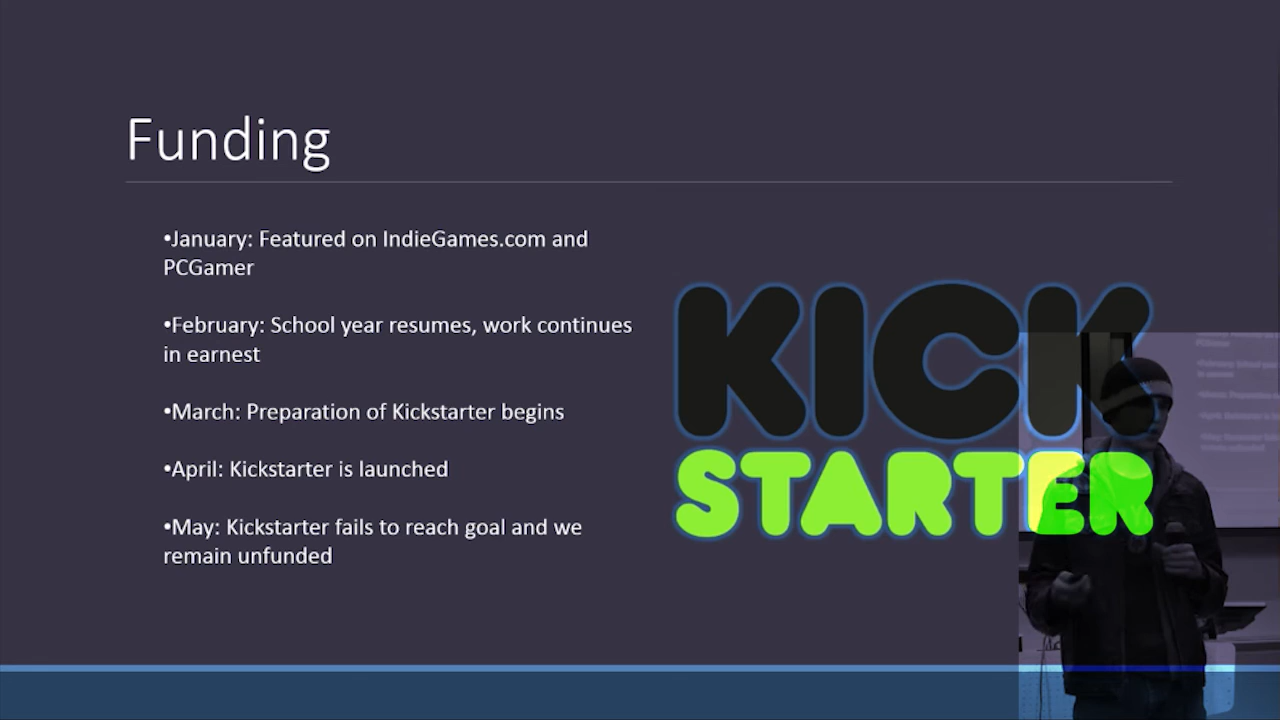 Funding
•January: Featured on IndieGames.com and
PCGamer
•February: School year resumes, work continues
in earnest
•March: Preparation of Kickstarter begins
•April: Kickstarter is launched
•May: Kickstarter fails to reach goal and we
remain unfunded
KICK
STARTER